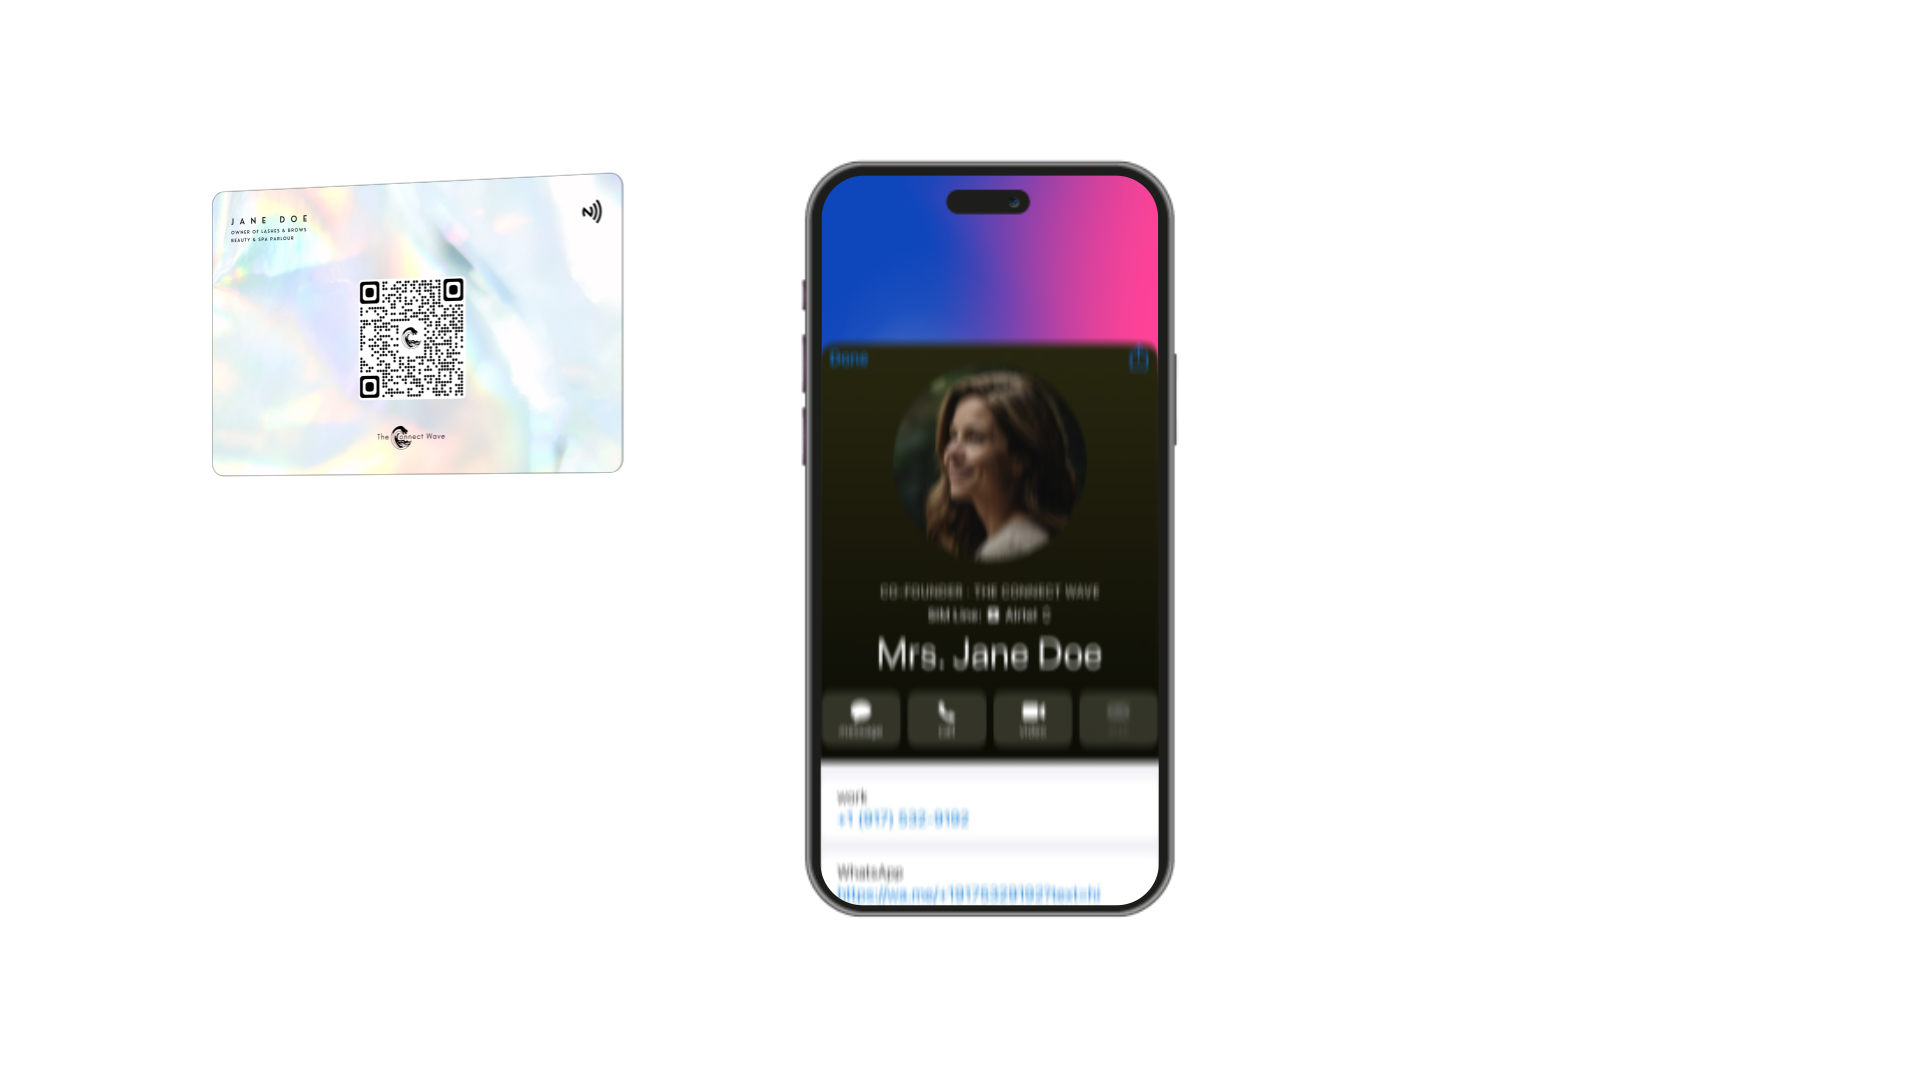 JANE DOE
OWNER OF LASHES & BROWS
BEAUTY & SPA PARLOUR
The Connect Wave
Done
CO-FOUNDER : THE CONNECT WAVE
SIM Line: Airtel
Mrs. Jane Doe
message
call
video
work
+1 (917) 532-9192
WhatsApp
https://wa.me/+19175329192?text=hi